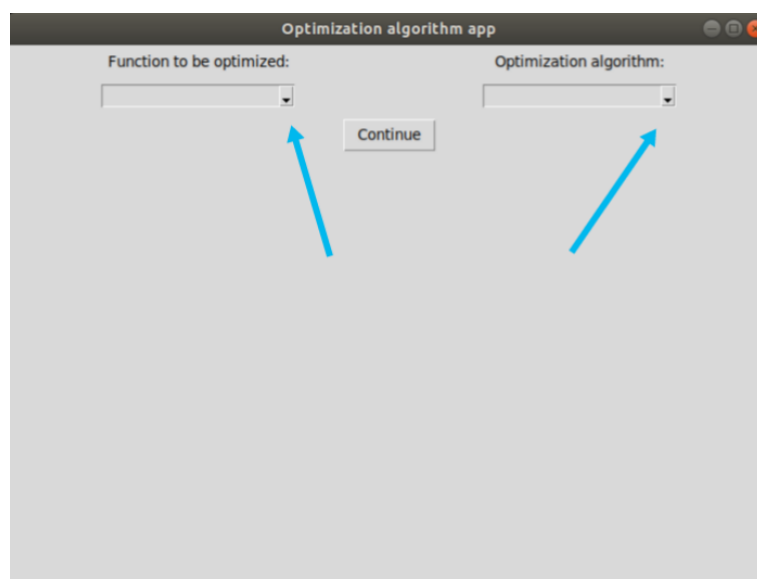 Optimization algorithm app
Function to be optimized:
Optimization algorithm:
Continue